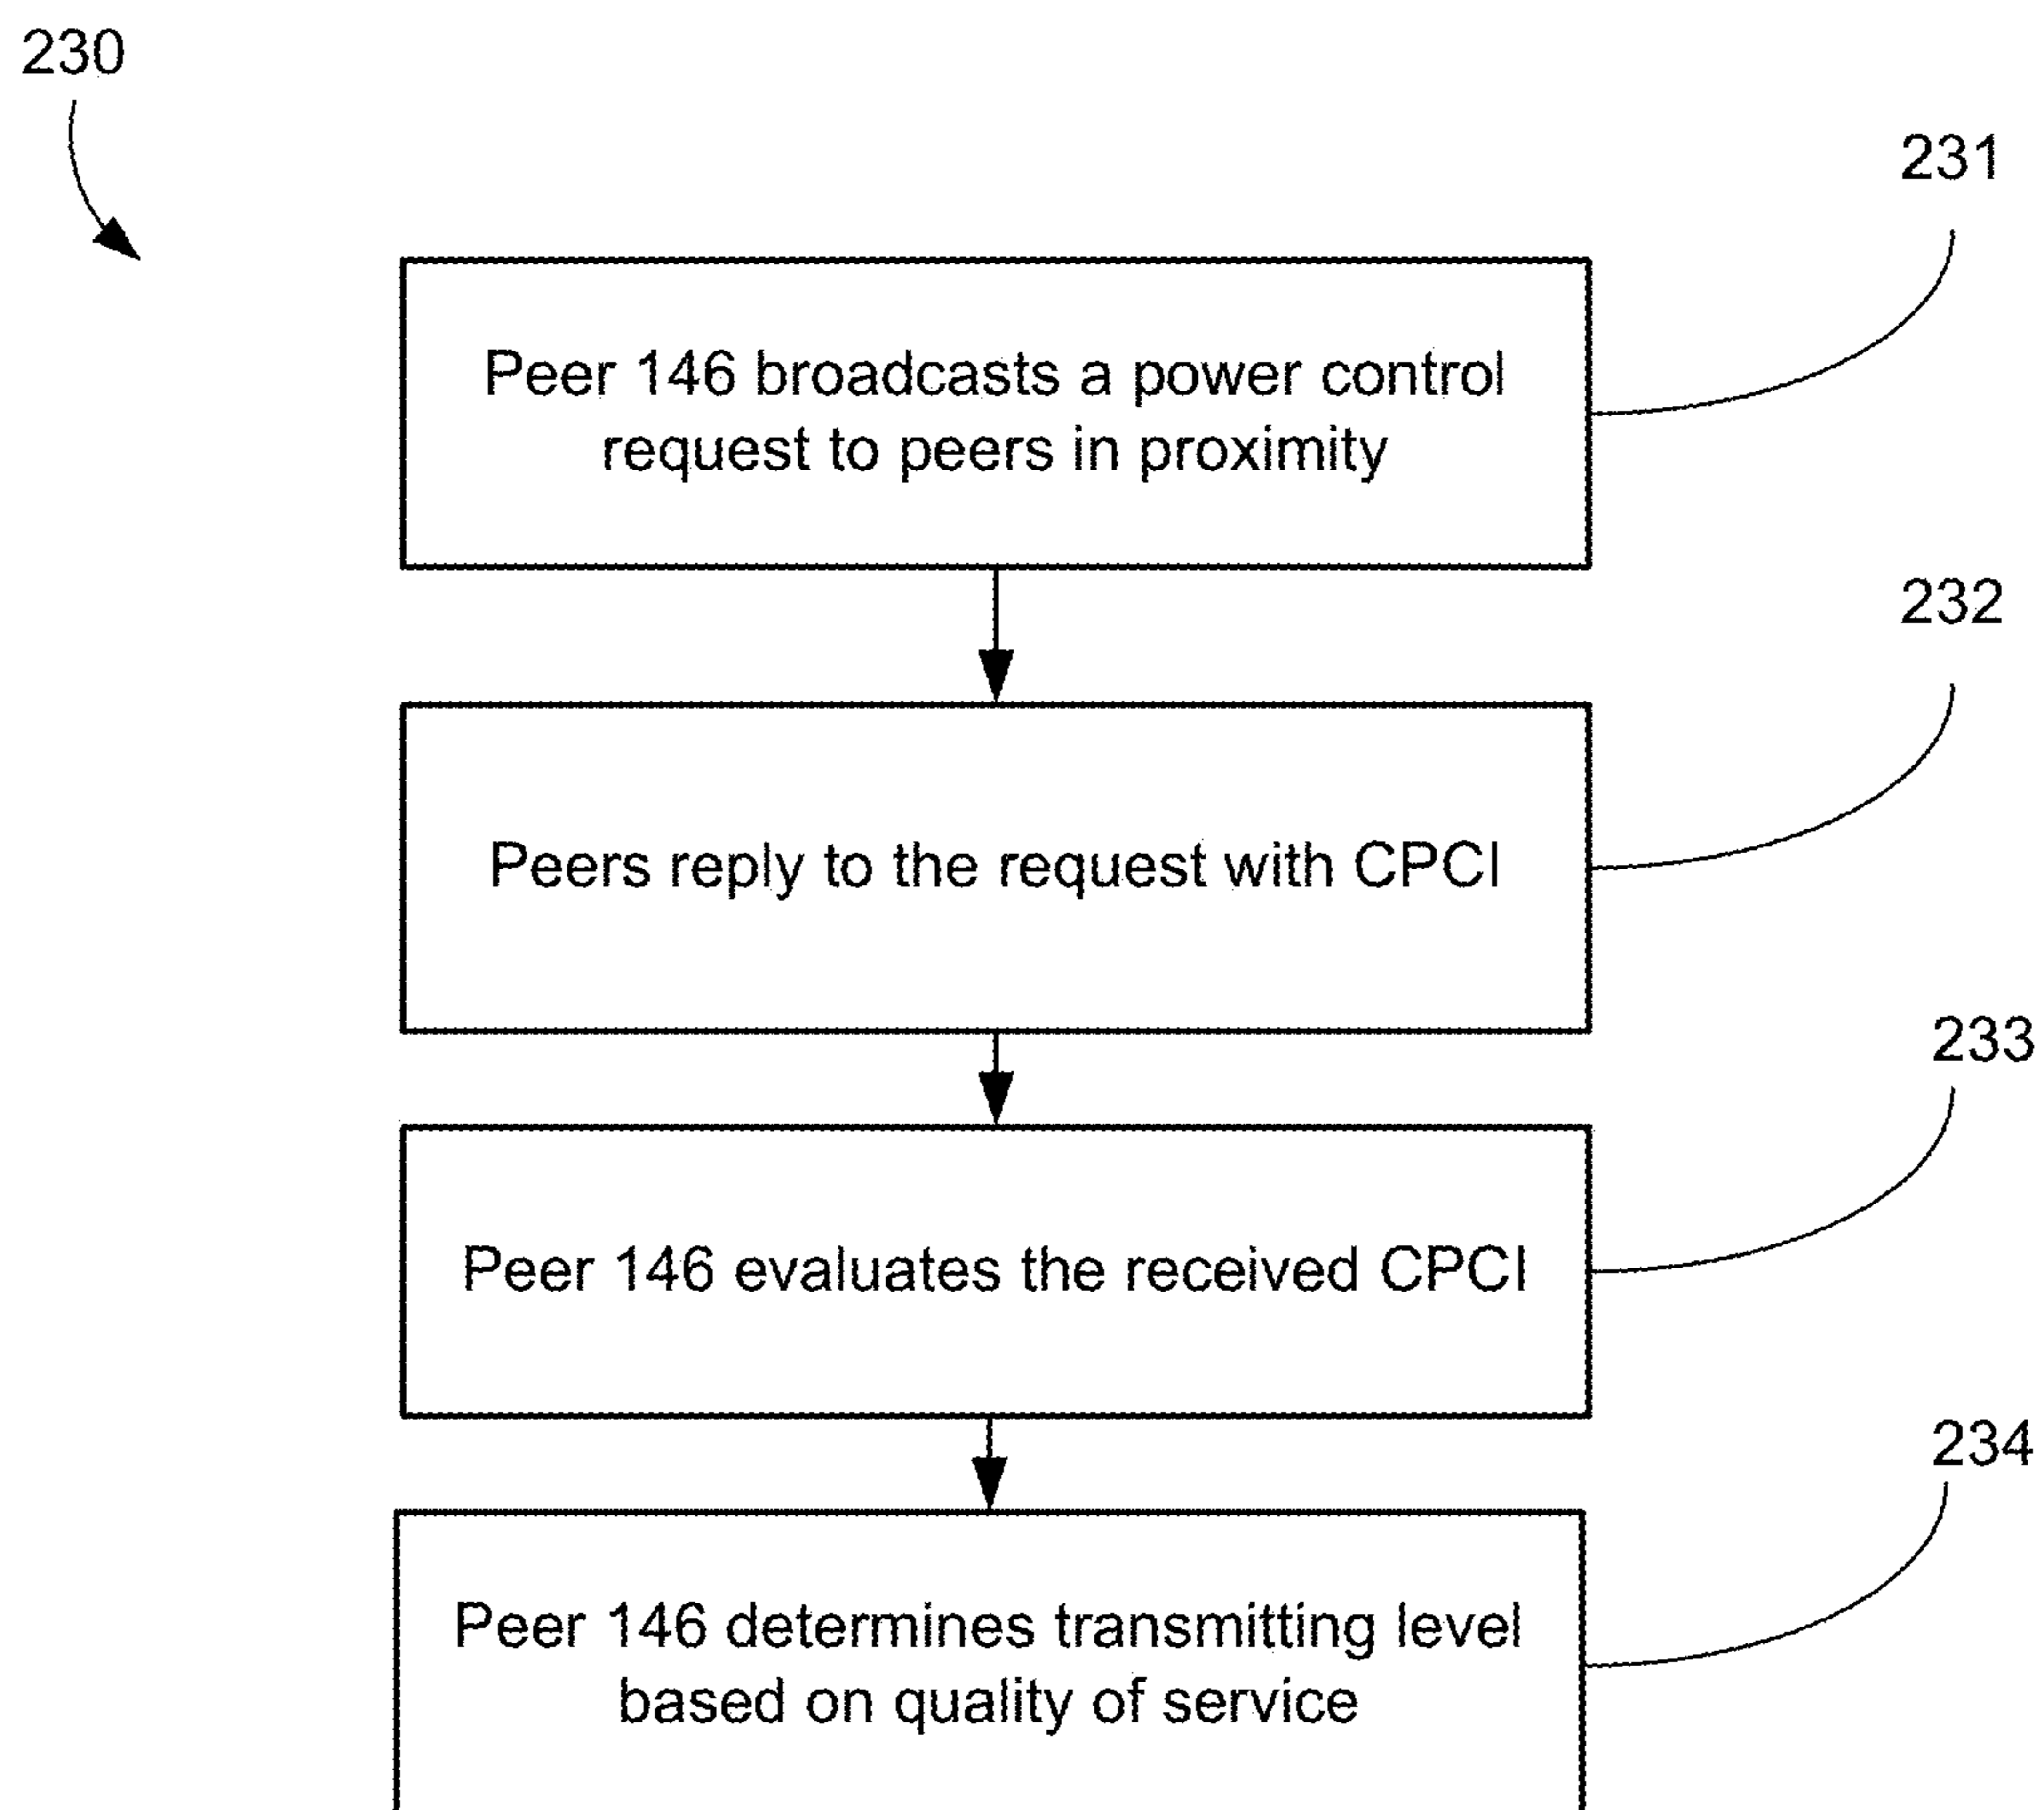 230
231
Peer 146 broadcasts a power control
request to peers in proximity
232
Peers reply to the request with CPCI
233
Peer 146 evaluates the received CPCI
234
Peer 146 determines transmitting level
based on quality of service